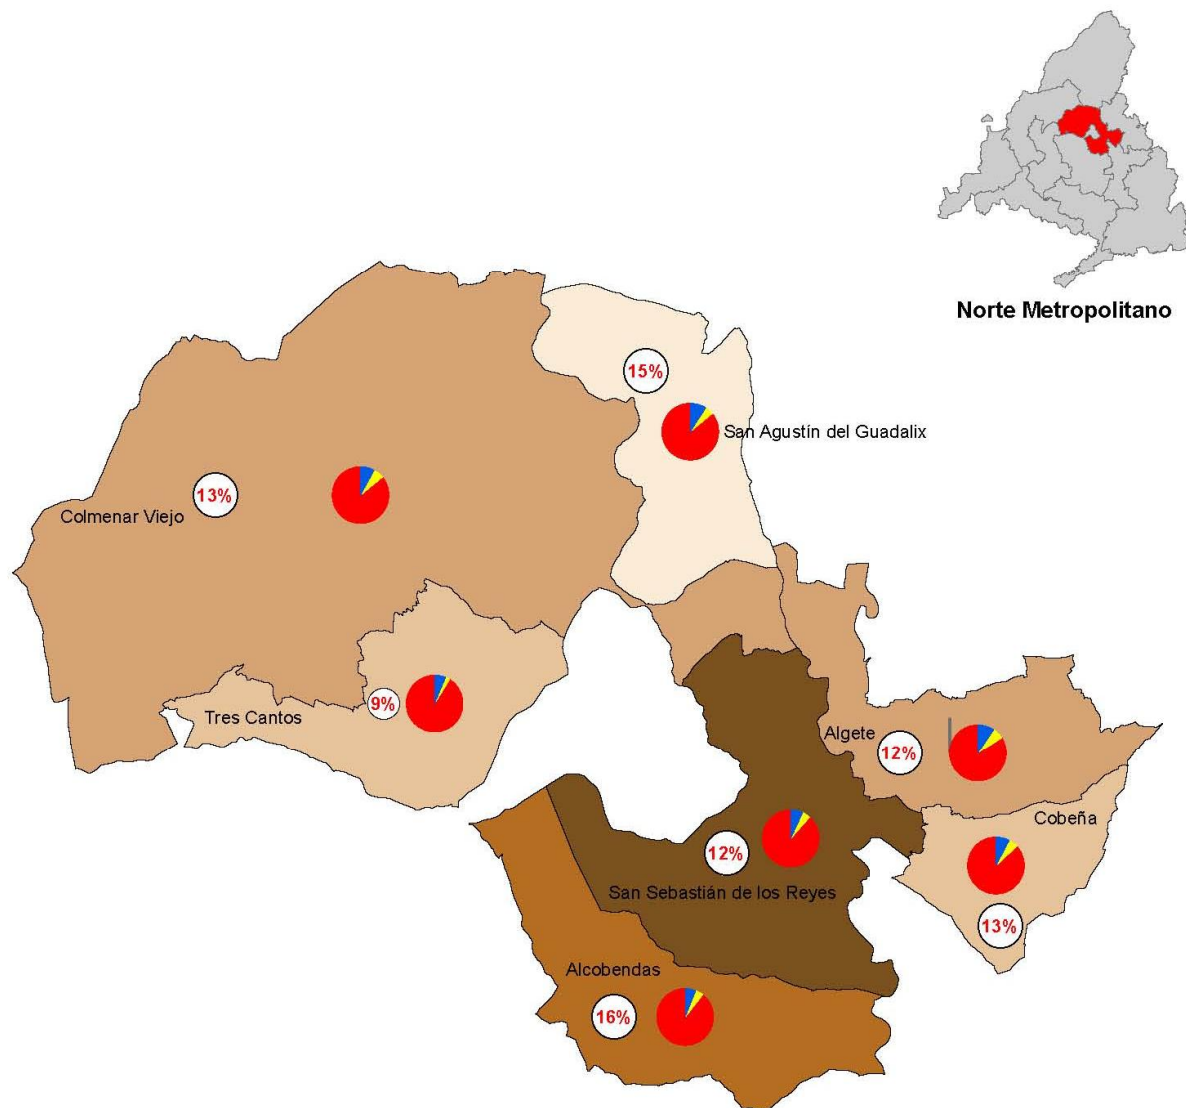 Norte Metropolitano
15%
San Agustín del Guadalix
13%
Colmenar Viejo
9%
Tres Cantos
Algete
12%
Cobeña
12%
San Sebastián de los Reyes
13%
Alcobendas
16%